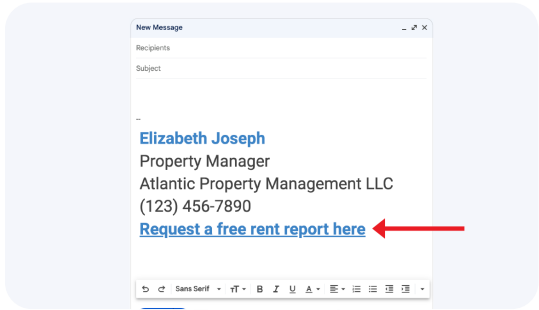 New Message
Recipients
Subject
--
Elizabeth Joseph
Property Manager
Atlantic Property Management LLC
(123) 456-7890
Request a free rent report here
Sans Serif